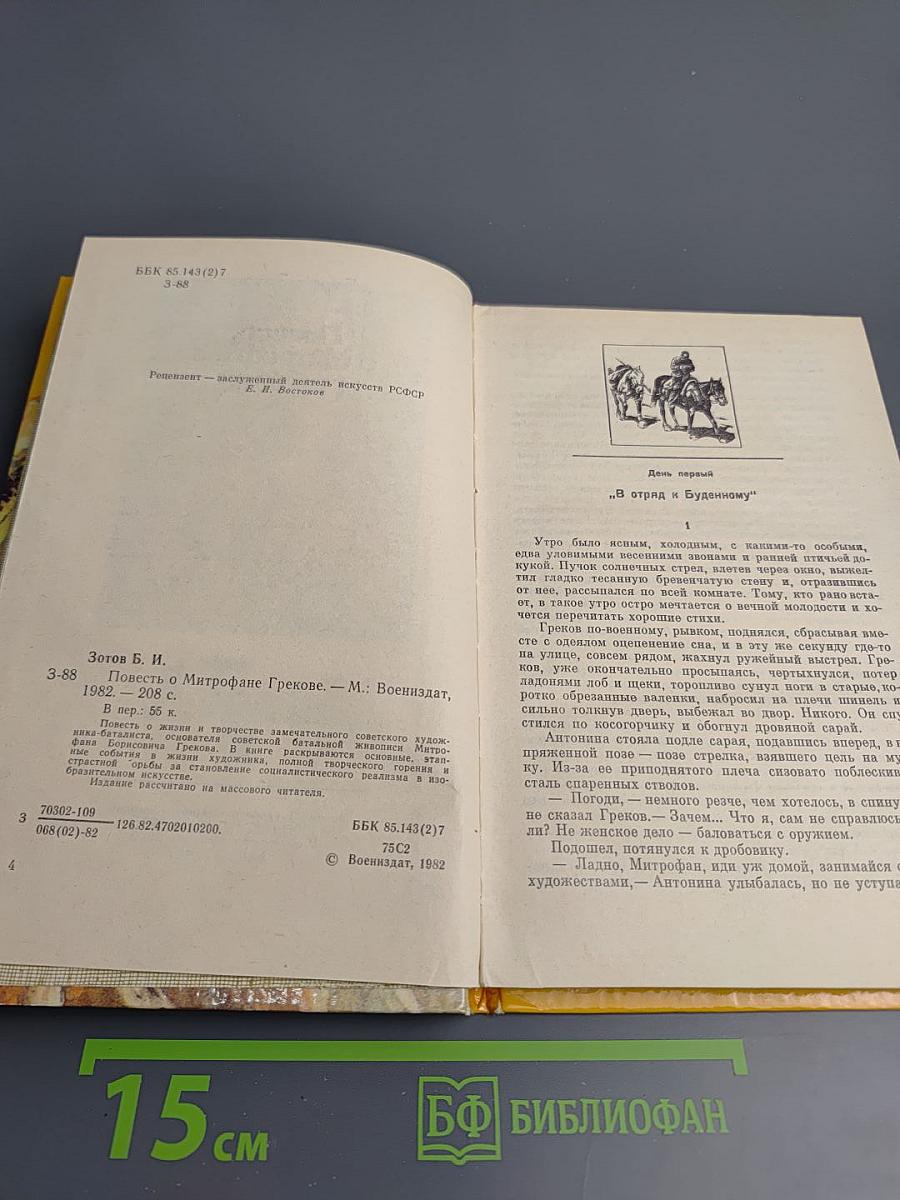 ББК 85.143(2)7
З-88
Рецензент — заслуженный деятель искусств РСФСР
Е. И. Востоков
Зотов Б. И.
З-88 Повесть о Митрофане Грекове. — М.: Воениздат,
1982. — 208 с.
В пер.: 55 к.
Повесть о жизни и творчестве замечательного советского худож-
ника-баталиста, основателя советской батальной живописи Митро-
фана Борисовича Грекова. В книге раскрываются основные, этап-
ные события в жизни художника, полной творческого горения и
страстной борьбы за становление социалистического реализма в изо-
бразительном искусстве.
Издание рассчитано на массового читателя.
З 70302-109
068(02)-82 126.82.4702010200.
ББК 85.143(2)7
75С2
© Воениздат, 1982
4
День первый
„В отряд к Буденному“
1
Утро было ясным, холодным, с какими-то особыми,
едва уловимыми весенними звонами и ранней птичьей до-
кукой. Пучок солнечных стрел, влетев через окно, выжел-
тил гладко тесанную бревенчатую стену и, отразившись
от нее, рассыпался по всей комнате. Тому, кто рано вста-
ет, в такое утро остро мечтается о вечной молодости и хо-
чется перечитать хорошие стихи.
Греков по-военному, рывком, поднялся, сбрасывая вме-
сте с одеялом оцепенение сна, и в эту же секунду где-то
на улице, совсем рядом, жахнул ружейный выстрел. Гре-
ков, уже окончательно просыпаясь, чертыхнулся, потер
ладонями лоб и щеки, торопливо сунул ноги в старые, ко-
ротко обрезанные валенки, набросил на плечи шинель и
сильно толкнув дверь, выбежал во двор. Никого. Он спу
стился по косогорчику и обогнул дровяной сарай.
Антонина стояла подле сарая, подавшись вперед, в н
пряженной позе — позе стрелка, взявшего цель на му
ку. Из-за ее приподнятого плеча сизовато поблескив
сталь спаренных стволов.
— Погоди, — немного резче, чем хотелось, в спину
не сказал Греков.— Зачем... Что я, сам не справлюсь
ли? Не женское дело — баловаться с оружием.
Подошел, потянулся к дробовику.
— Ладно, Митрофан, иди уж домой, занимайся с
художествами,— Антонина улыбалась, но не уступа
15 см
БФ БИБЛИОФАН